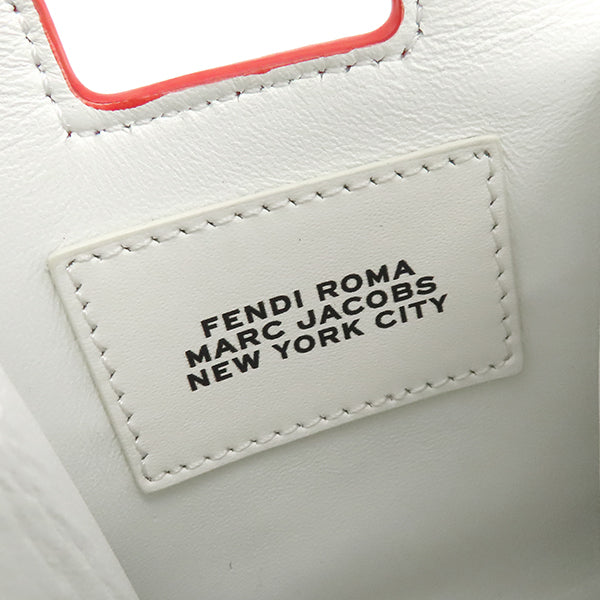 FENDI ROMA
MARC JACOBS
NEW YORK CITY